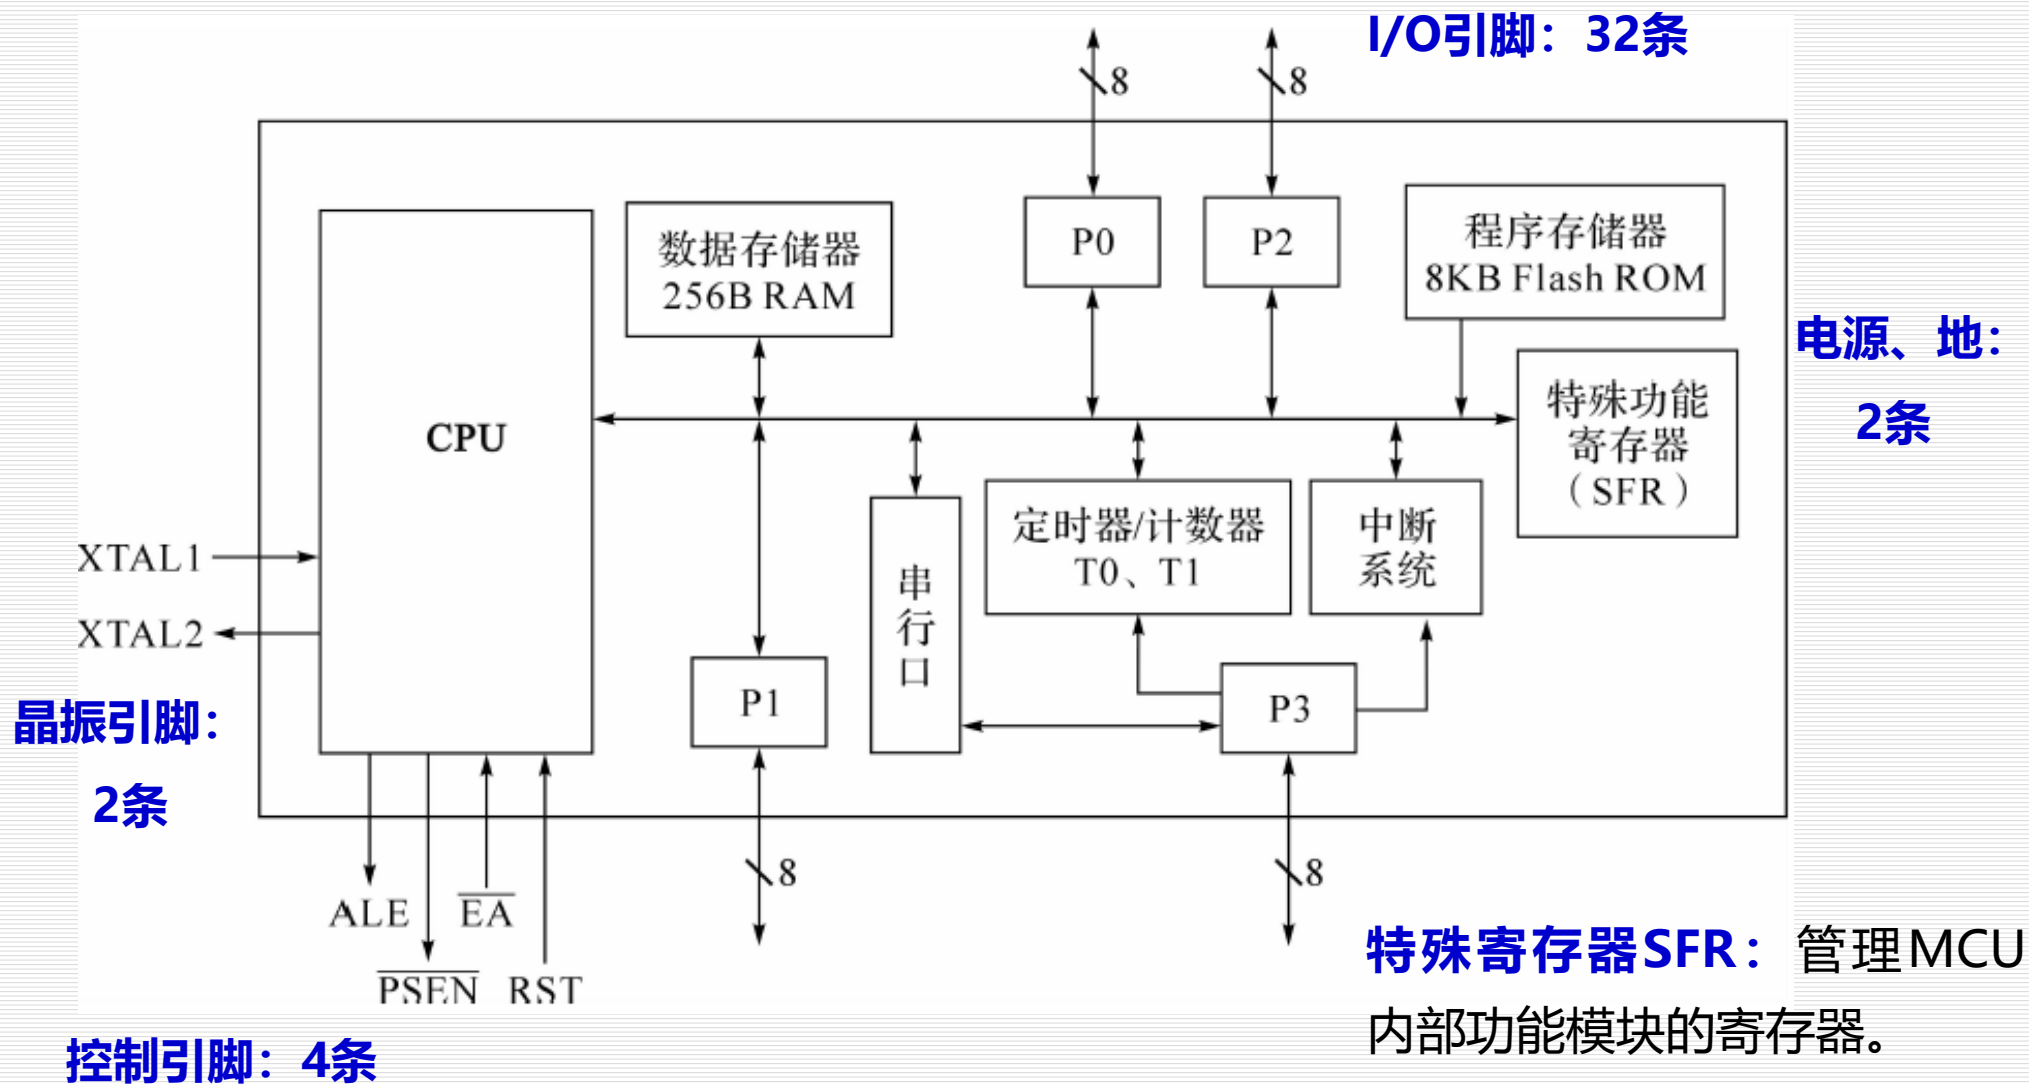 I/O引脚：32条
8
8
数据存储器
256B RAM
P0
P2
程序存储器
8KB Flash ROM
电源、地：
2条
CPU
特殊功能
寄存器
（SFR）
定时器/计数器
T0、T1
中断
系统
XTAL1
串
行
口
XTAL2
P1
P3
晶振引脚：
2条
8
8
ALE
EA
PSEN
RST
特殊寄存器SFR：管理MCU
内部功能模块的寄存器。
控制引脚：4条